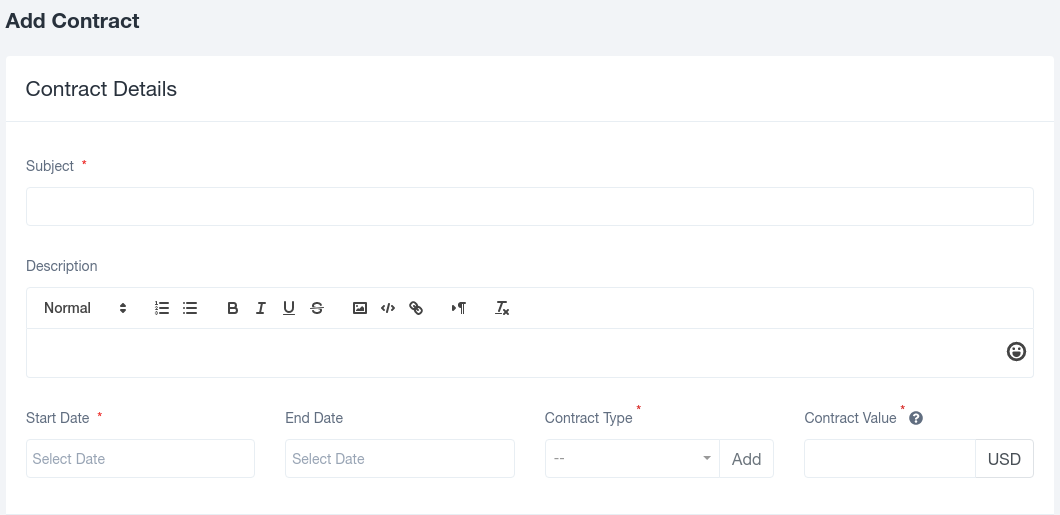 Add Contract
Contract Details
Subject *
Description
Normal
Start Date * End Date Contract Type * Contract Value *
Select Date Select Date -- Add USD